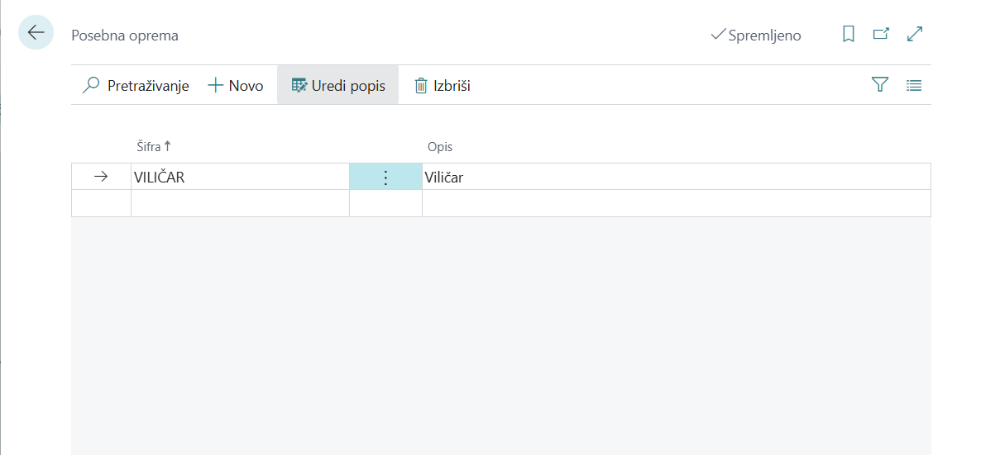 Posebna oprema
Spremljeno
Pretraživanje
Novo
Uredi popis
Izbriši
Šifra
Opis
VILIČAR
Viličar